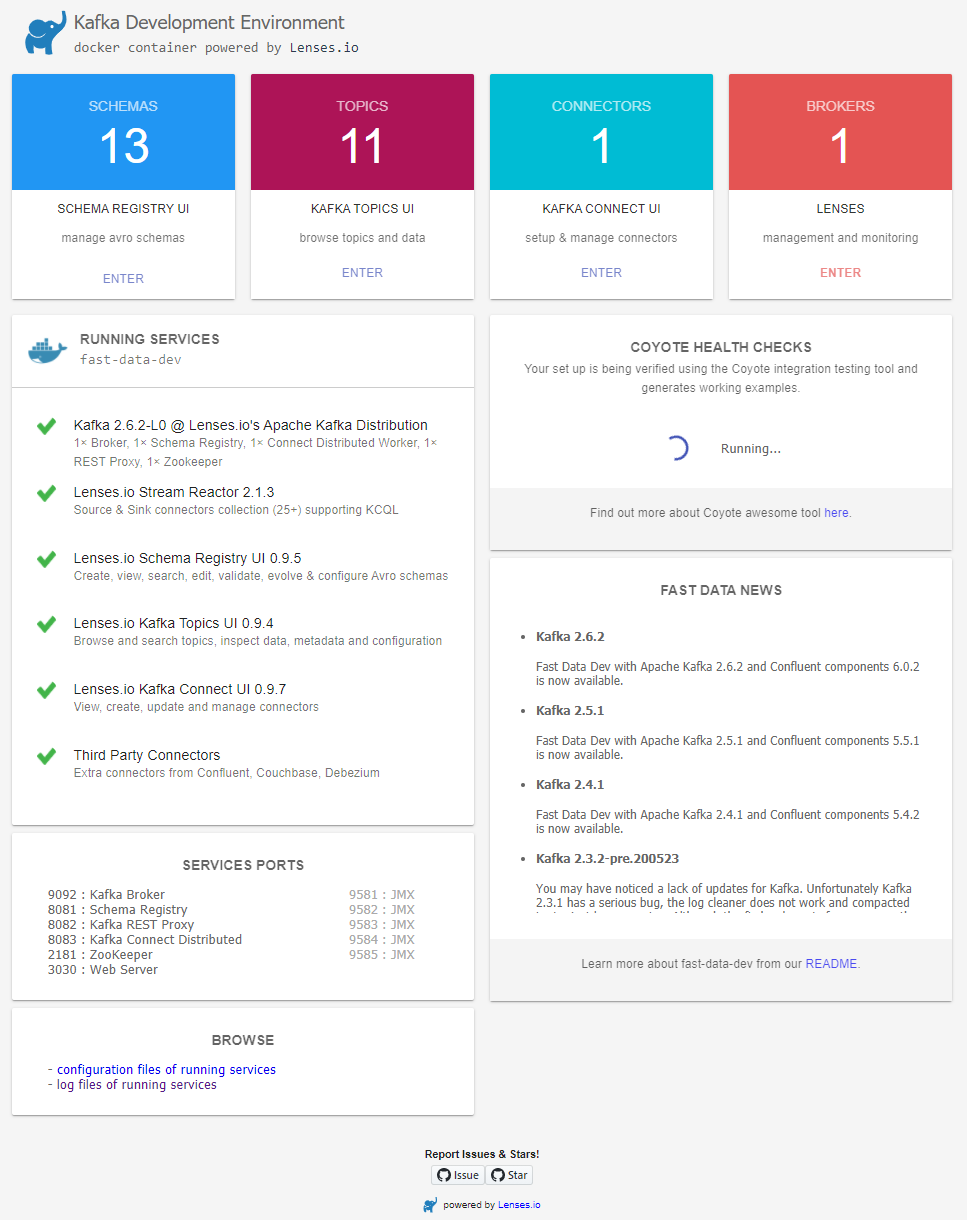 Kafka Development Environment
docker container powered by Lenses.io
SCHEMAS
13
SCHEMA REGISTRY UI
manage avro schemas
ENTER
TOPICS
11
KAFKA TOPICS UI
browse topics and data
ENTER
CONNECTORS
1
KAFKA CONNECT UI
setup & manage connectors
ENTER
BROKERS
1
LENSES
management and monitoring
ENTER
RUNNING SERVICES
fast-data-dev
Kafka 2.6.2-L0 @ Lenses.io's Apache Kafka Distribution
1× Broker, 1× Schema Registry, 1× Connect Distributed Worker, 1×
REST Proxy, 1× Zookeeper
Lenses.io Stream Reactor 2.1.3
Source & Sink connectors collection (25+) supporting KCQL
Lenses.io Schema Registry UI 0.9.5
Create, view, search, edit, validate, evolve & configure Avro schemas
Lenses.io Kafka Topics UI 0.9.4
Browse and search topics, inspect data, metadata and configuration
Lenses.io Kafka Connect UI 0.9.7
View, create, update and manage connectors
Third Party Connectors
Extra connectors from Confluent, Couchbase, Debezium
SERVICES PORTS
9092 : Kafka Broker 9581 : JMX
8081 : Schema Registry 9582 : JMX
8082 : Kafka REST Proxy 9583 : JMX
8083 : Kafka Connect Distributed 9584 : JMX
2181 : ZooKeeper 9585 : JMX
3030 : Web Server
BROWSE
- configuration files of running services
- log files of running services
COYOTE HEALTH CHECKS
Your set up is being verified using the Coyote integration testing tool and
generates working examples.
Running...
Find out more about Coyote awesome tool here.
FAST DATA NEWS
• Kafka 2.6.2
Fast Data Dev with Apache Kafka 2.6.2 and Confluent components 6.0.2
is now available.
• Kafka 2.5.1
Fast Data Dev with Apache Kafka 2.5.1 and Confluent components 5.5.1
is now available.
• Kafka 2.4.1
Fast Data Dev with Apache Kafka 2.4.1 and Confluent components 5.4.2
is now available.
• Kafka 2.3.2-pre.200523
You may have noticed a lack of updates for Kafka. Unfortunately Kafka
2.3.1 has a serious bug, the log cleaner does not work and compacted
Learn more about fast-data-dev from our README.
Report Issues & Stars!
Issue Star
powered by Lenses.io